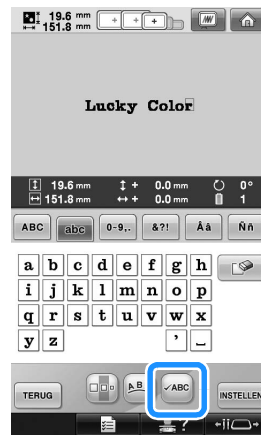 19.6 mm
151.8 mm
Lucky Color
19.6 mm + 0.0 mm 0°
151.8 mm + 0.0 mm 1
ABC abc 0-9,. &?! Ââ Ññ
a b c d e f g h
i j k l m n o p
q r s t u v w x
y z ' _
TERUG A B ✓ABC INSTELLEN
?